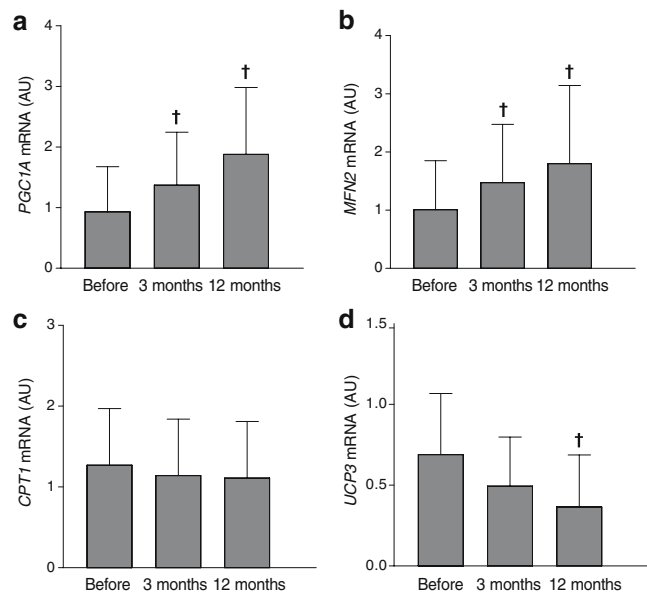 a
PGC1A mRNA (AU)
4
3
2
1
0
†
†
Before 3 months 12 months
b
MFN2 mRNA (AU)
4
3
2
1
0
†
†
Before 3 months 12 months
c
CPT1 mRNA (AU)
3
2
1
0
Before 3 months 12 months
d
UCP3 mRNA (AU)
1.5
1.0
0.5
0.0
†
Before 3 months 12 months